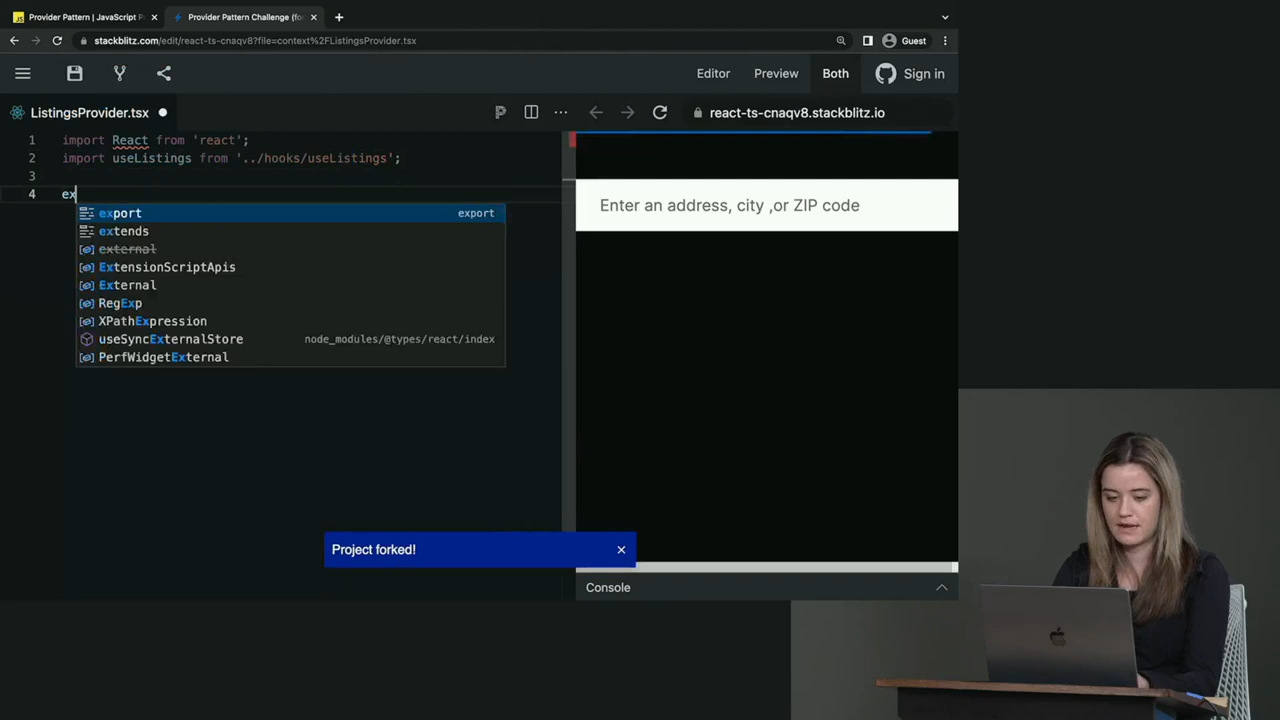 Provider Pattern | JavaScript P
Provider Pattern Challenge (fo
stackblitz.com/edit/react-ts-cnaqv8?file=context%2FListingsProvider.tsx
Guest
Editor
Preview
Both
Sign in
ListingsProvider.tsx
react-ts-cnaqv8.stackblitz.io
1 import React from 'react';
2 import useListings from '../hooks/useListings';
3
4 ex
export export
extends
external
ExtensionScriptApis
External
RegExp
XPathExpression
useSyncExternalStore node_modules/@types/react/index
PerfWidgetExternal
Enter an address, city ,or ZIP code
Project forked!
Console